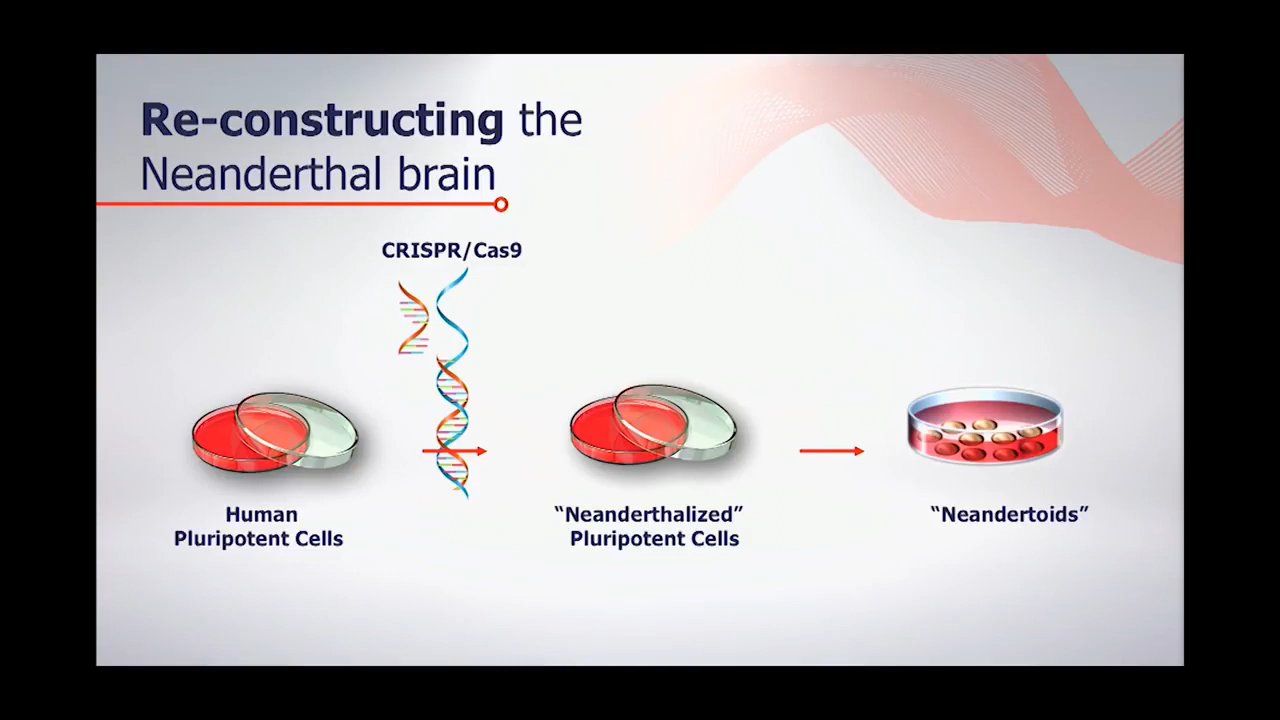 Re-constructing the
Neanderthal brain
CRISPR/Cas9
Human
Pluripotent Cells
“Neanderthalized”
Pluripotent Cells
“Neandertoids”